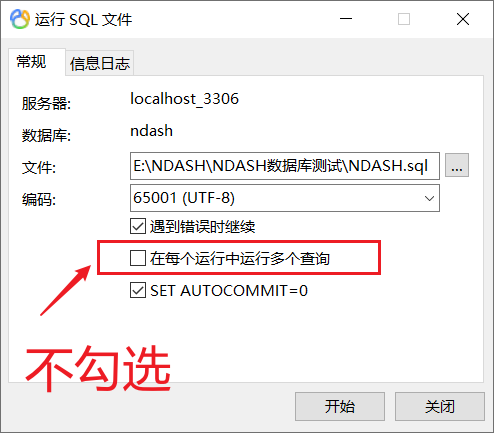 运行 SQL 文件
常规
信息日志
服务器:
localhost_3306
数据库:
ndash
文件:
E:\NDASH\NDASH数据库测试\NDASH.sql
...
编码:
65001 (UTF-8)
遇到错误时继续
在每个运行中运行多个查询
SET AUTOCOMMIT=0
不勾选
开始
关闭